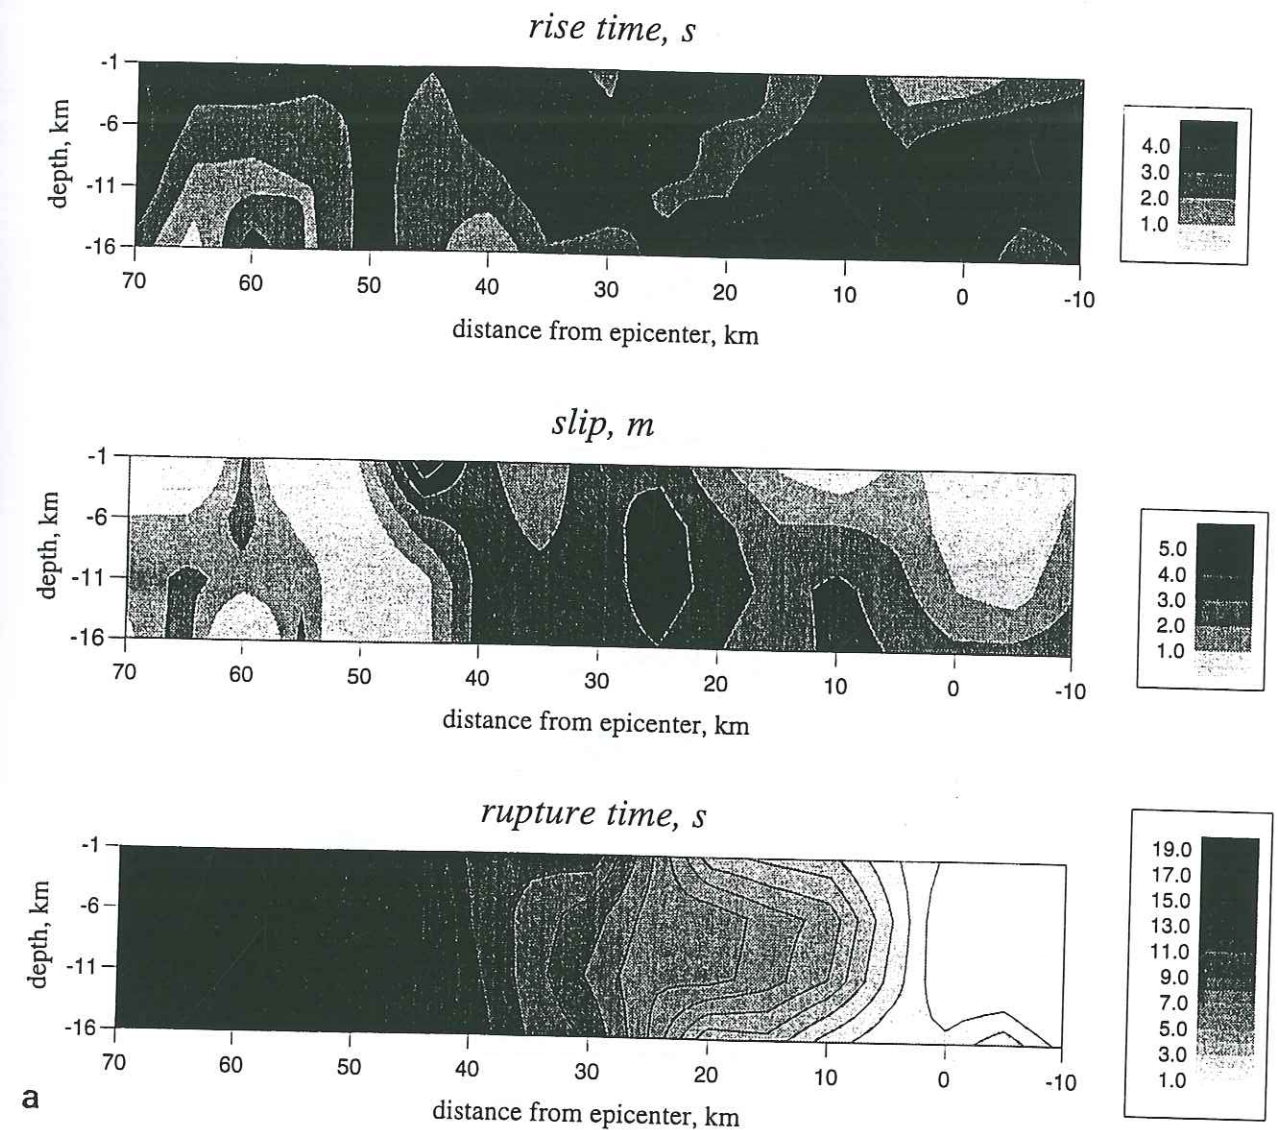 rise time, s
-1
-6
-11
-16
depth, km
70 60 50 40 30 20 10 0 -10
distance from epicenter, km
4.0
3.0
2.0
1.0
slip, m
-1
-6
-11
-16
depth, km
70 60 50 40 30 20 10 0 -10
distance from epicenter, km
5.0
4.0
3.0
2.0
1.0
rupture time, s
-1
-6
-11
-16
depth, km
70 60 50 40 30 20 10 0 -10
distance from epicenter, km
19.0
17.0
15.0
13.0
11.0
9.0
7.0
5.0
3.0
1.0
a